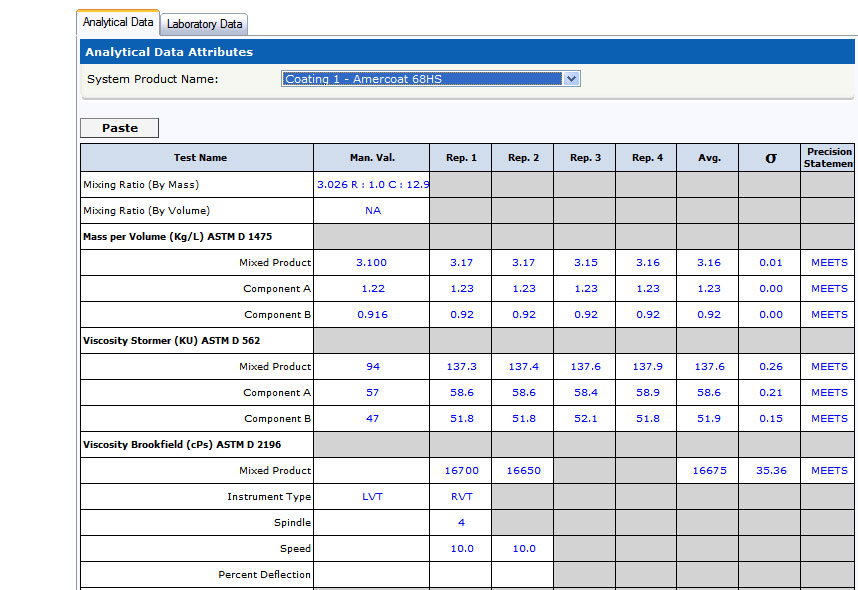 Analytical Data Laboratory Data
Analytical Data Attributes
System Product Name: Coating 1 - Amercoat 68HS
Paste
Test Name Man. Val. Rep. 1 Rep. 2 Rep. 3 Rep. 4 Avg. σ Precision Statemen
Mixing Ratio (By Mass) 3.026 R : 1.0 C : 12.9
Mixing Ratio (By Volume) NA
Mass per Volume (Kg/L) ASTM D 1475
Mixed Product 3.100 3.17 3.17 3.15 3.16 3.16 0.01 MEETS
Component A 1.22 1.23 1.23 1.23 1.23 1.23 0.00 MEETS
Component B 0.916 0.92 0.92 0.92 0.92 0.92 0.00 MEETS
Viscosity Stormer (KU) ASTM D 562
Mixed Product 94 137.3 137.4 137.6 137.9 137.6 0.26 MEETS
Component A 57 58.6 58.6 58.4 58.9 58.6 0.21 MEETS
Component B 47 51.8 51.8 52.1 51.8 51.9 0.15 MEETS
Viscosity Brookfield (cPs) ASTM D 2196
Mixed Product 16700 16650 16675 35.36 MEETS
Instrument Type LVT RVT
Spindle 4
Speed 10.0 10.0
Percent Deflection